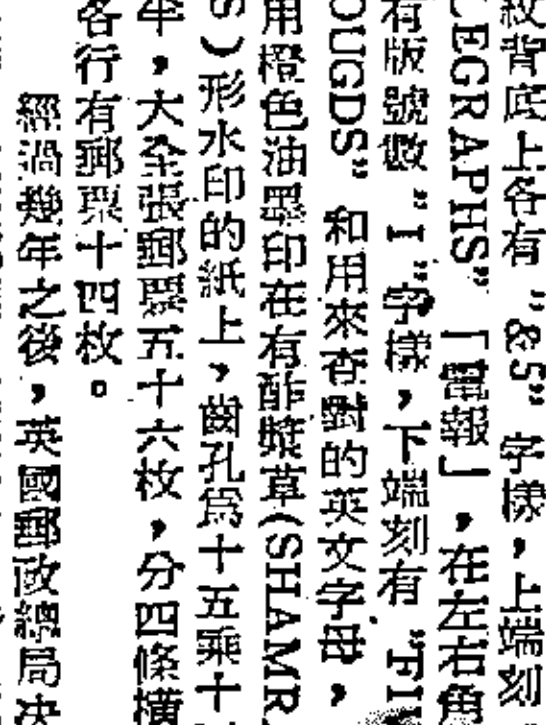 紋背底上各有 "&5" 字樣，上端刻
LEGRAPHS" 「電報」，在左右角
有版號數 "I" 字樣，下端刻有 "FI
OUGDS" 和用來查對的英文字母，
用橙色油墨印在有酢漿草(SHAMR
S)形水印的紙上，齒孔爲十五乘十
年，大全張郵票五十六枚，分四條橫
各行有郵票十四枚。
經過幾年之後，英國郵政總局决